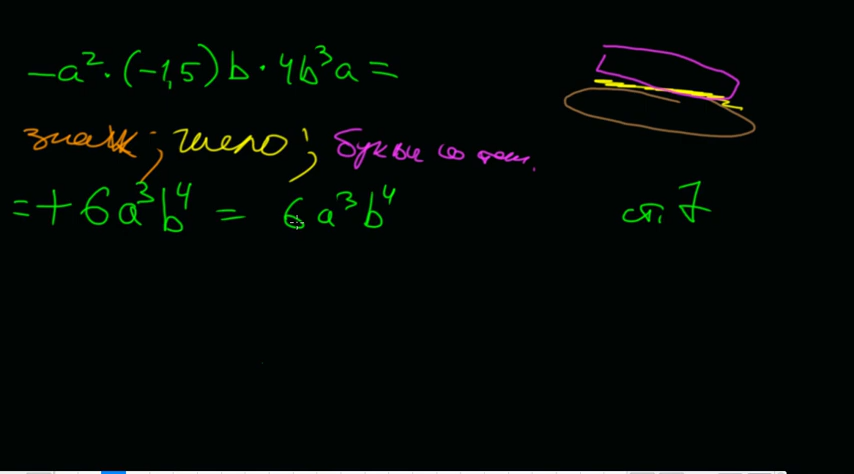 −a²·(−1,5)b·4b³a=
знак; число; буквы со степ.
=+6a³b⁴ = 6a³b⁴
ст. 7